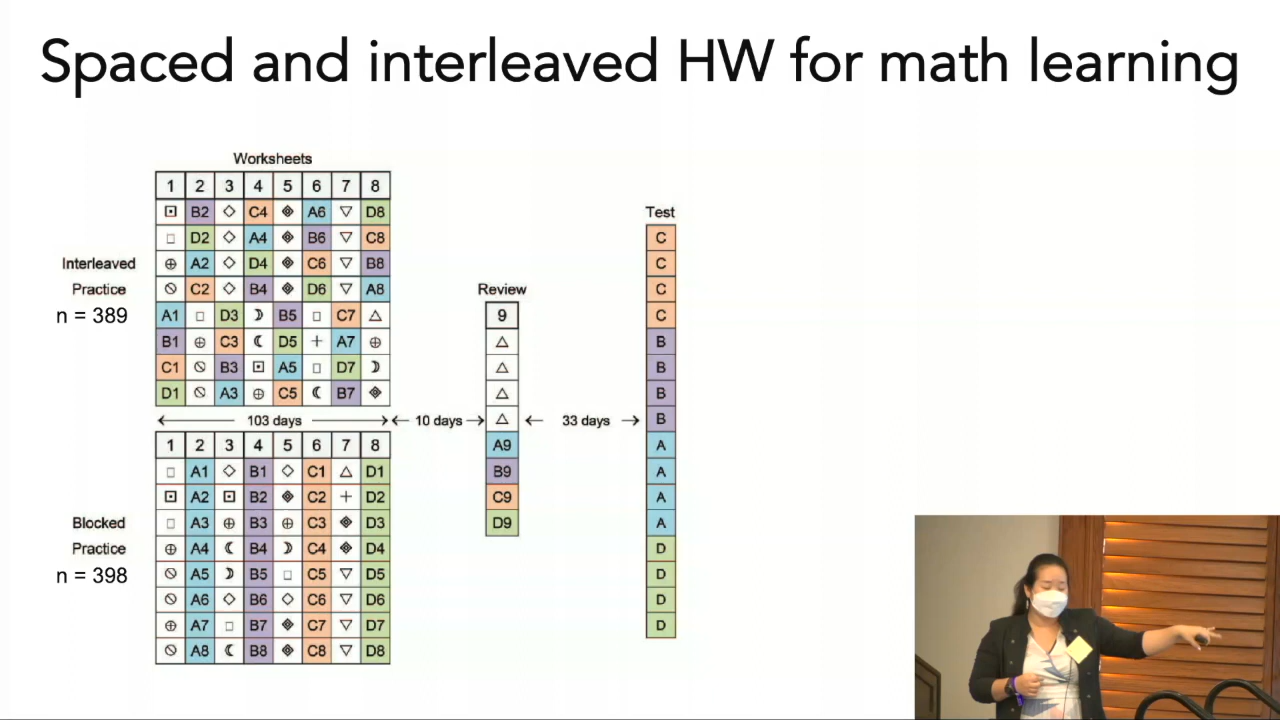 Spaced and interleaved HW for math learning
Worksheets
1 2 3 4 5 6 7 8
B2 C4 A6 D8
D2 A4 B6 C8
Interleaved A2 D4 C6 B8
Practice C2 B4 D6 A8
n = 389 A1 D3 B5 C7
B1 C3 D5 A7
C1 B3 A5 D7
D1 A3 C5 B7
103 days 10 days 33 days
1 2 3 4 5 6 7 8
A1 B1 C1 D1
A2 B2 C2 D2
Blocked A3 B3 C3 D3
Practice A4 B4 C4 D4
n = 398 A5 B5 C5 D5
A6 B6 C6 D6
A7 B7 C7 D7
A8 B8 C8 D8
Review
9
A9
B9
C9
D9
Test
C
C
C
C
B
B
B
B
A
A
A
A
D
D
D
D